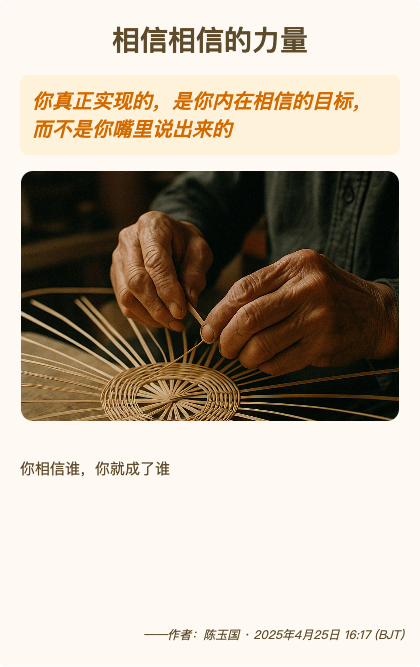 相信相信的力量
你真正实现的，是你内在相信的目标，
而不是你嘴里说出来的
你相信谁，你就成了谁
——作者：陈玉国 · 2025年4月25日 16:17 (BJT)